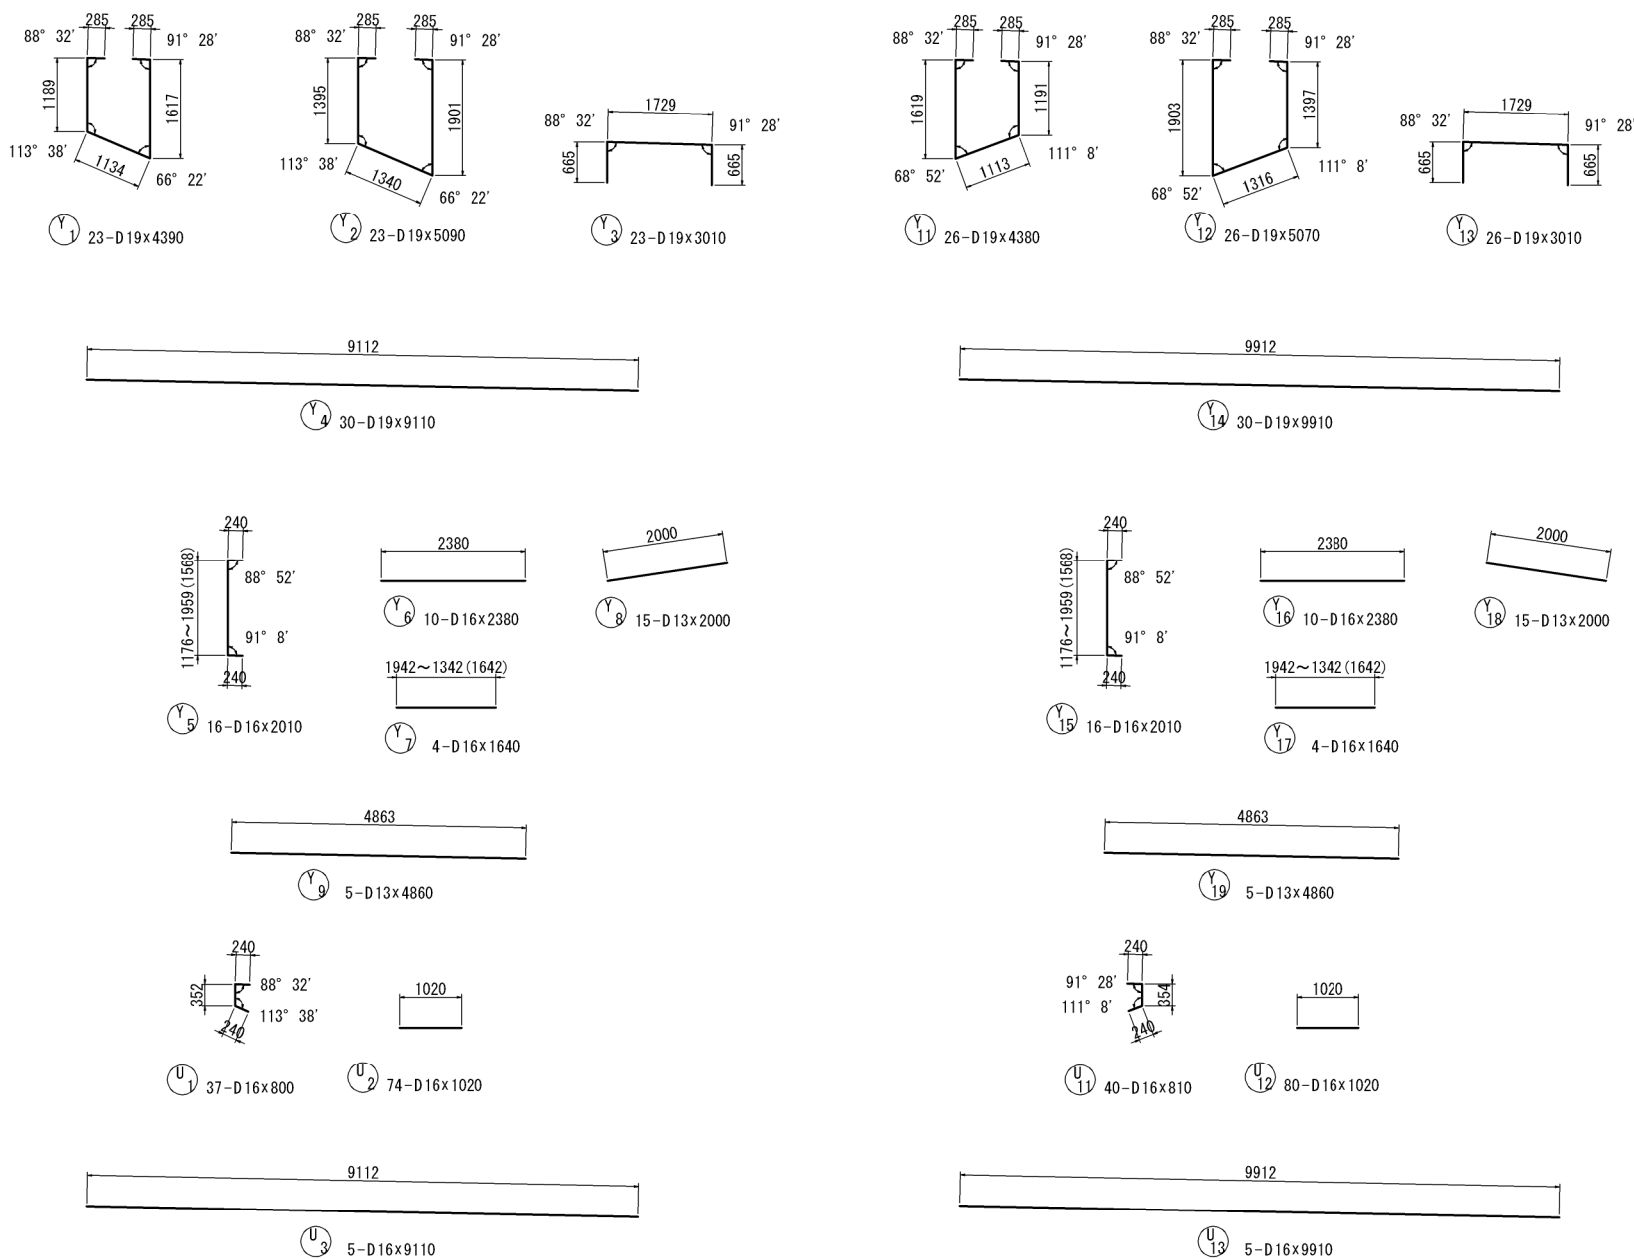 285 285
88° 32′ 91° 28′
1189 1617
113° 38′
1134
66° 22′
Y1 23-D19×4390
285 285
88° 32′ 91° 28′
1395 1901
113° 38′
1340
66° 22′
Y2 23-D19×5090
1729
88° 32′ 91° 28′
665 665
Y3 23-D19×3010
285 285
88° 32′ 91° 28′
1619 1191
111° 8′
68° 52′
1113
Y11 26-D19×4380
285 285
88° 32′ 91° 28′
1903 1397
111° 8′
68° 52′
1316
Y12 26-D19×5070
1729
88° 32′ 91° 28′
665 665
Y13 26-D19×3010
9112
Y4 30-D19×9110
9912
Y14 30-D19×9910
240
1176~1959(1568)
88° 52′
91° 8′
240
Y5 16-D16×2010
2380
Y6 10-D16×2380
1942~1342(1642)
Y7 4-D16×1640
2000
Y8 15-D13×2000
240
1176~1959(1568)
88° 52′
91° 8′
240
Y15 16-D16×2010
2380
Y16 10-D16×2380
1942~1342(1642)
Y17 4-D16×1640
2000
Y18 15-D13×2000
4863
Y9 5-D13×4860
4863
Y19 5-D13×4860
240
352
88° 32′
113° 38′
240
U1 37-D16×800
1020
U2 74-D16×1020
240
91° 28′
354
111° 8′
240
U11 40-D16×810
1020
U12 80-D16×1020
9112
U3 5-D16×9110
9912
U13 5-D16×9910